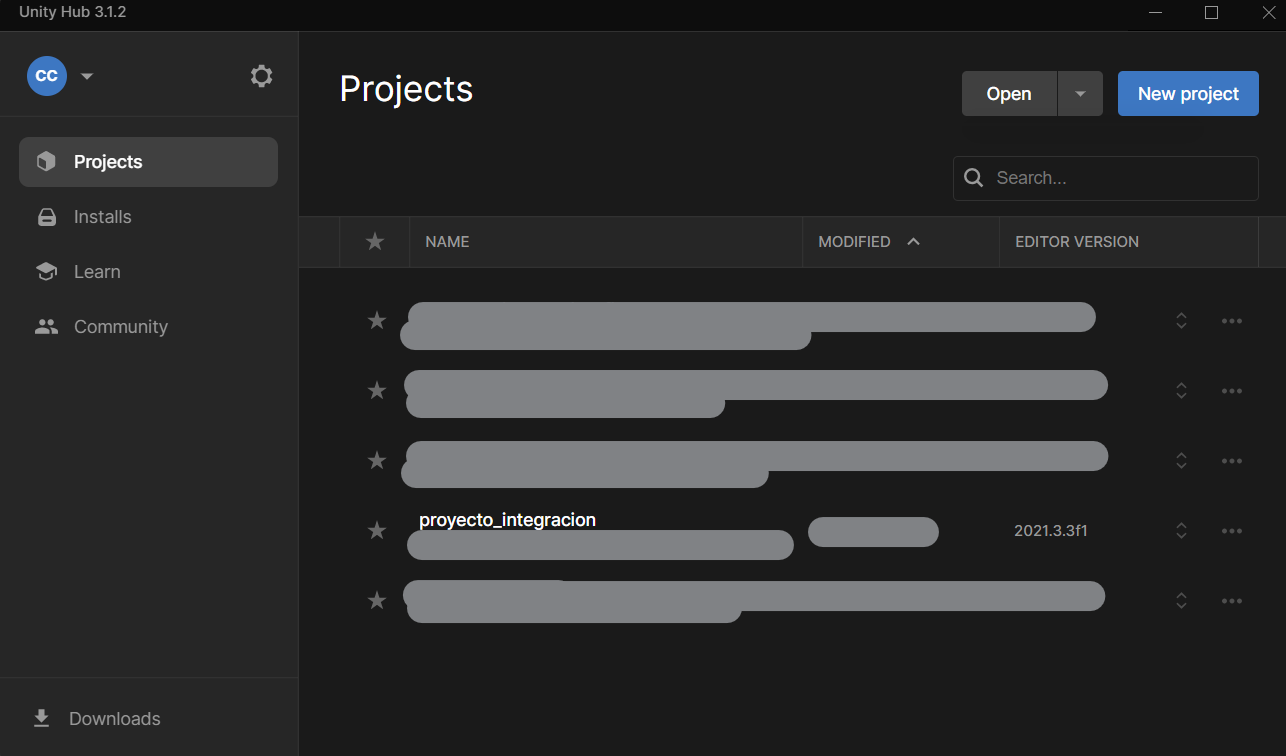 Unity Hub 3.1.2
CC
Projects
Installs
Learn
Community
Downloads
Projects
Open
New project
Search...
NAME MODIFIED EDITOR VERSION
proyecto_integracion
2021.3.3f1